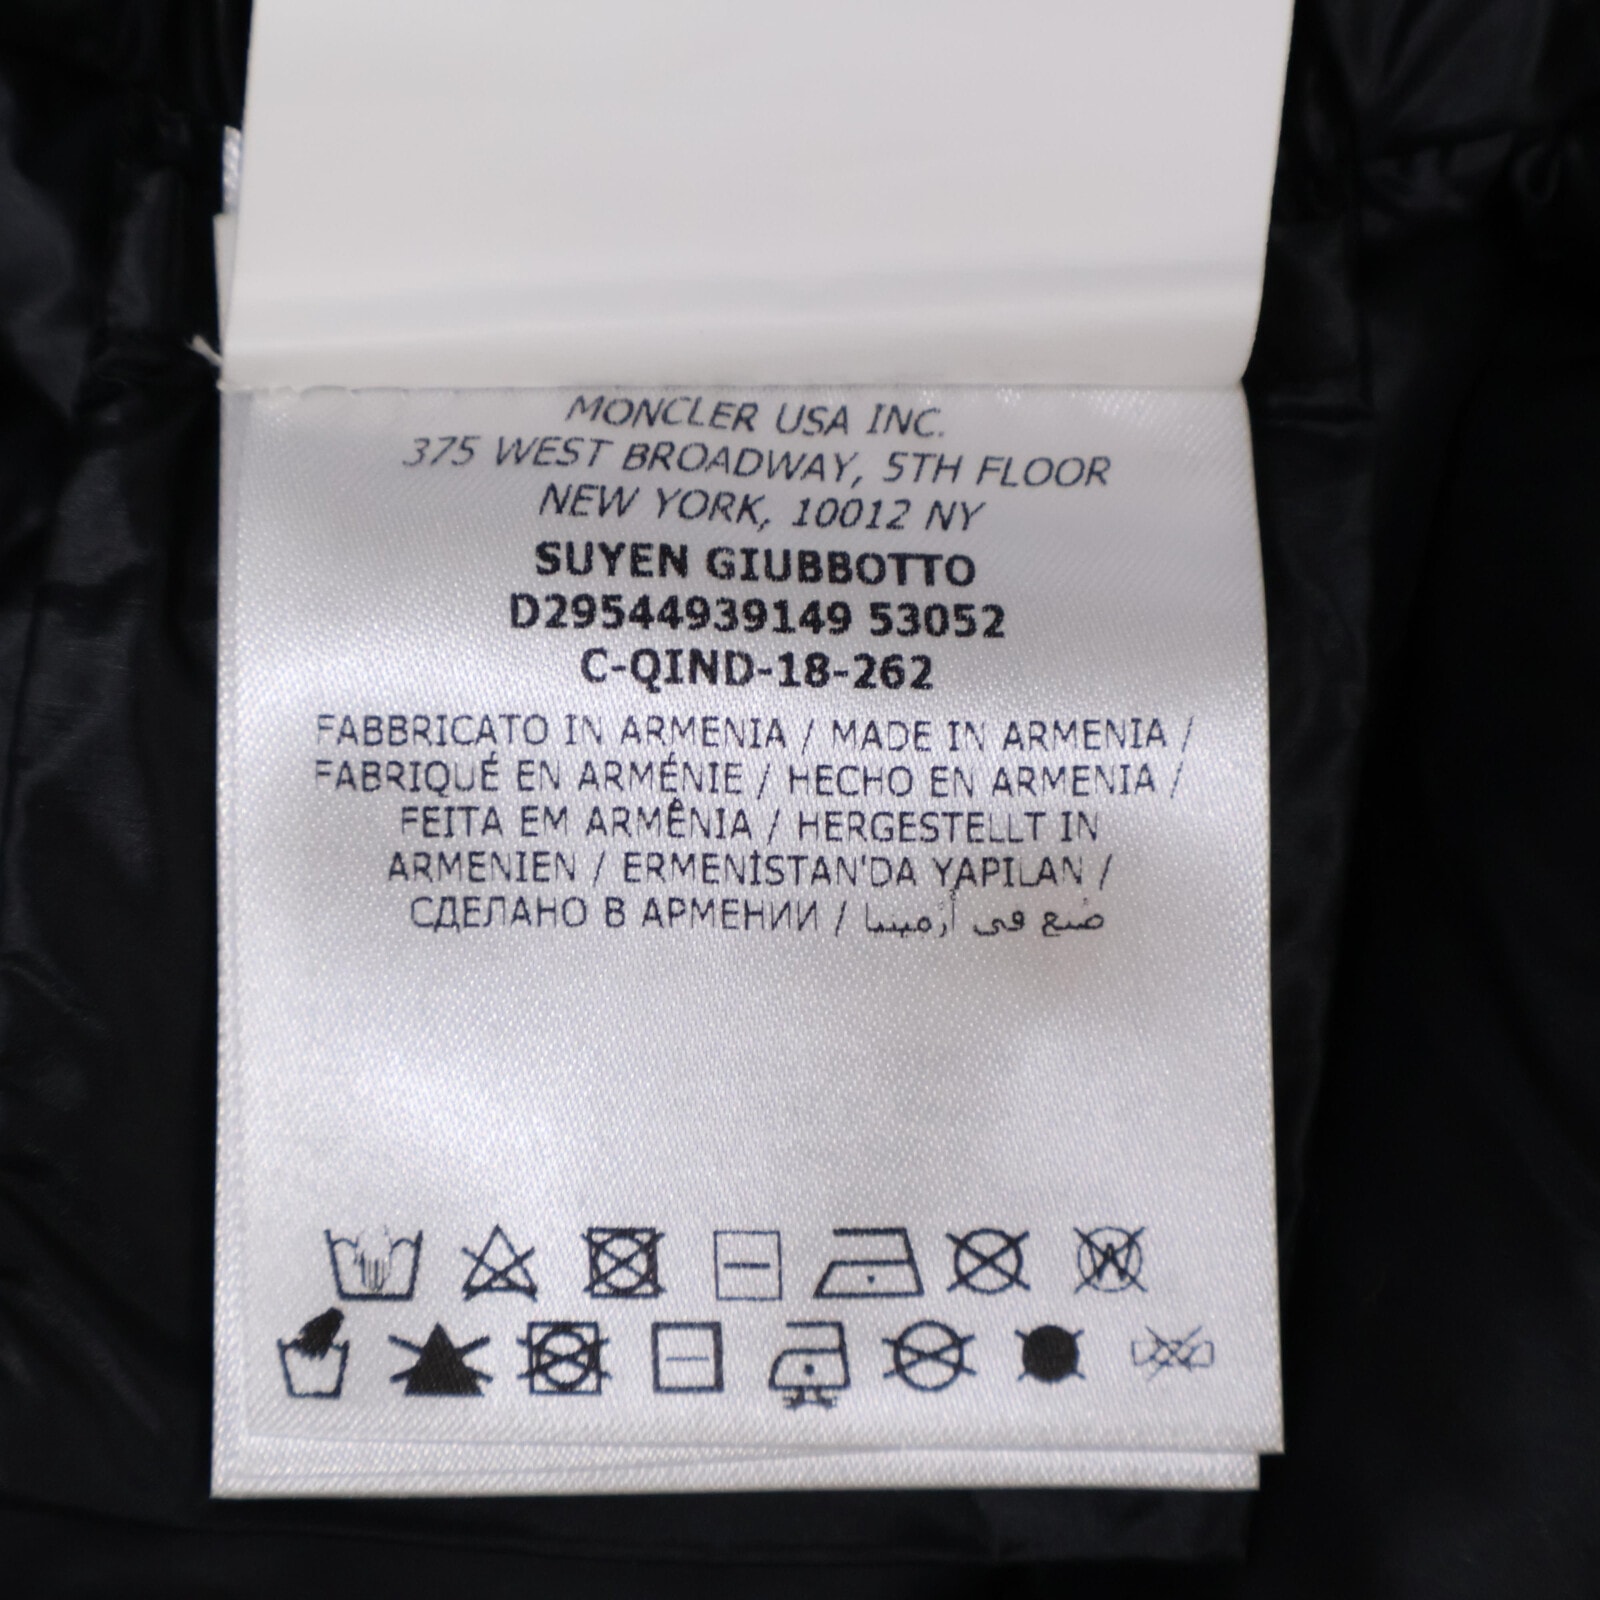 MONCLER USA INC.
375 WEST BROADWAY, 5TH FLOOR
NEW YORK, 10012 NY
SUYEN GIUBBOTTO
D29544939149 53052
C-QIND-18-262
FABBRICATO IN ARMENIA / MADE IN ARMENIA /
FABRIQUÉ EN ARMÉNIE / HECHO EN ARMENIA /
FEITA EM ARMÊNIA / HERGESTELLT IN
ARMENIEN / ERMENİSTAN'DA YAPILAN /
СДЕЛАНО В АРМЕНИИ / صنع في أرمينيا
W